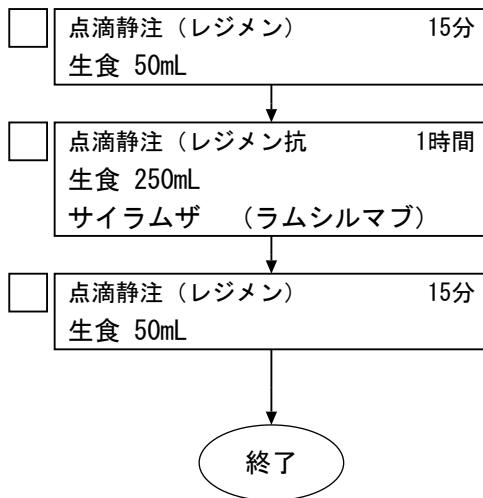 点滴静注（レジメン） 15分
生食 50mL
点滴静注（レジメン抗 1時間
生食 250mL
サイラムザ （ラムシルマブ）
点滴静注（レジメン） 15分
生食 50mL
終了